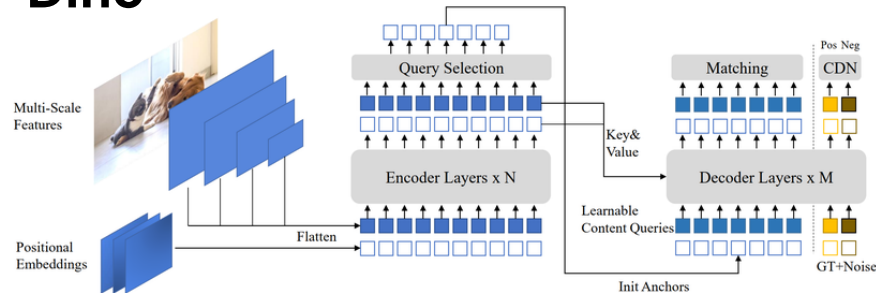 Dino
Pos Neg
Query Selection
Matching
CDN
Multi-Scale
Features
Key&
Value
Encoder Layers x N
Decoder Layers x M
Learnable
Content Queries
Positional
Embeddings
Flatten
GT+Noise
Init Anchors